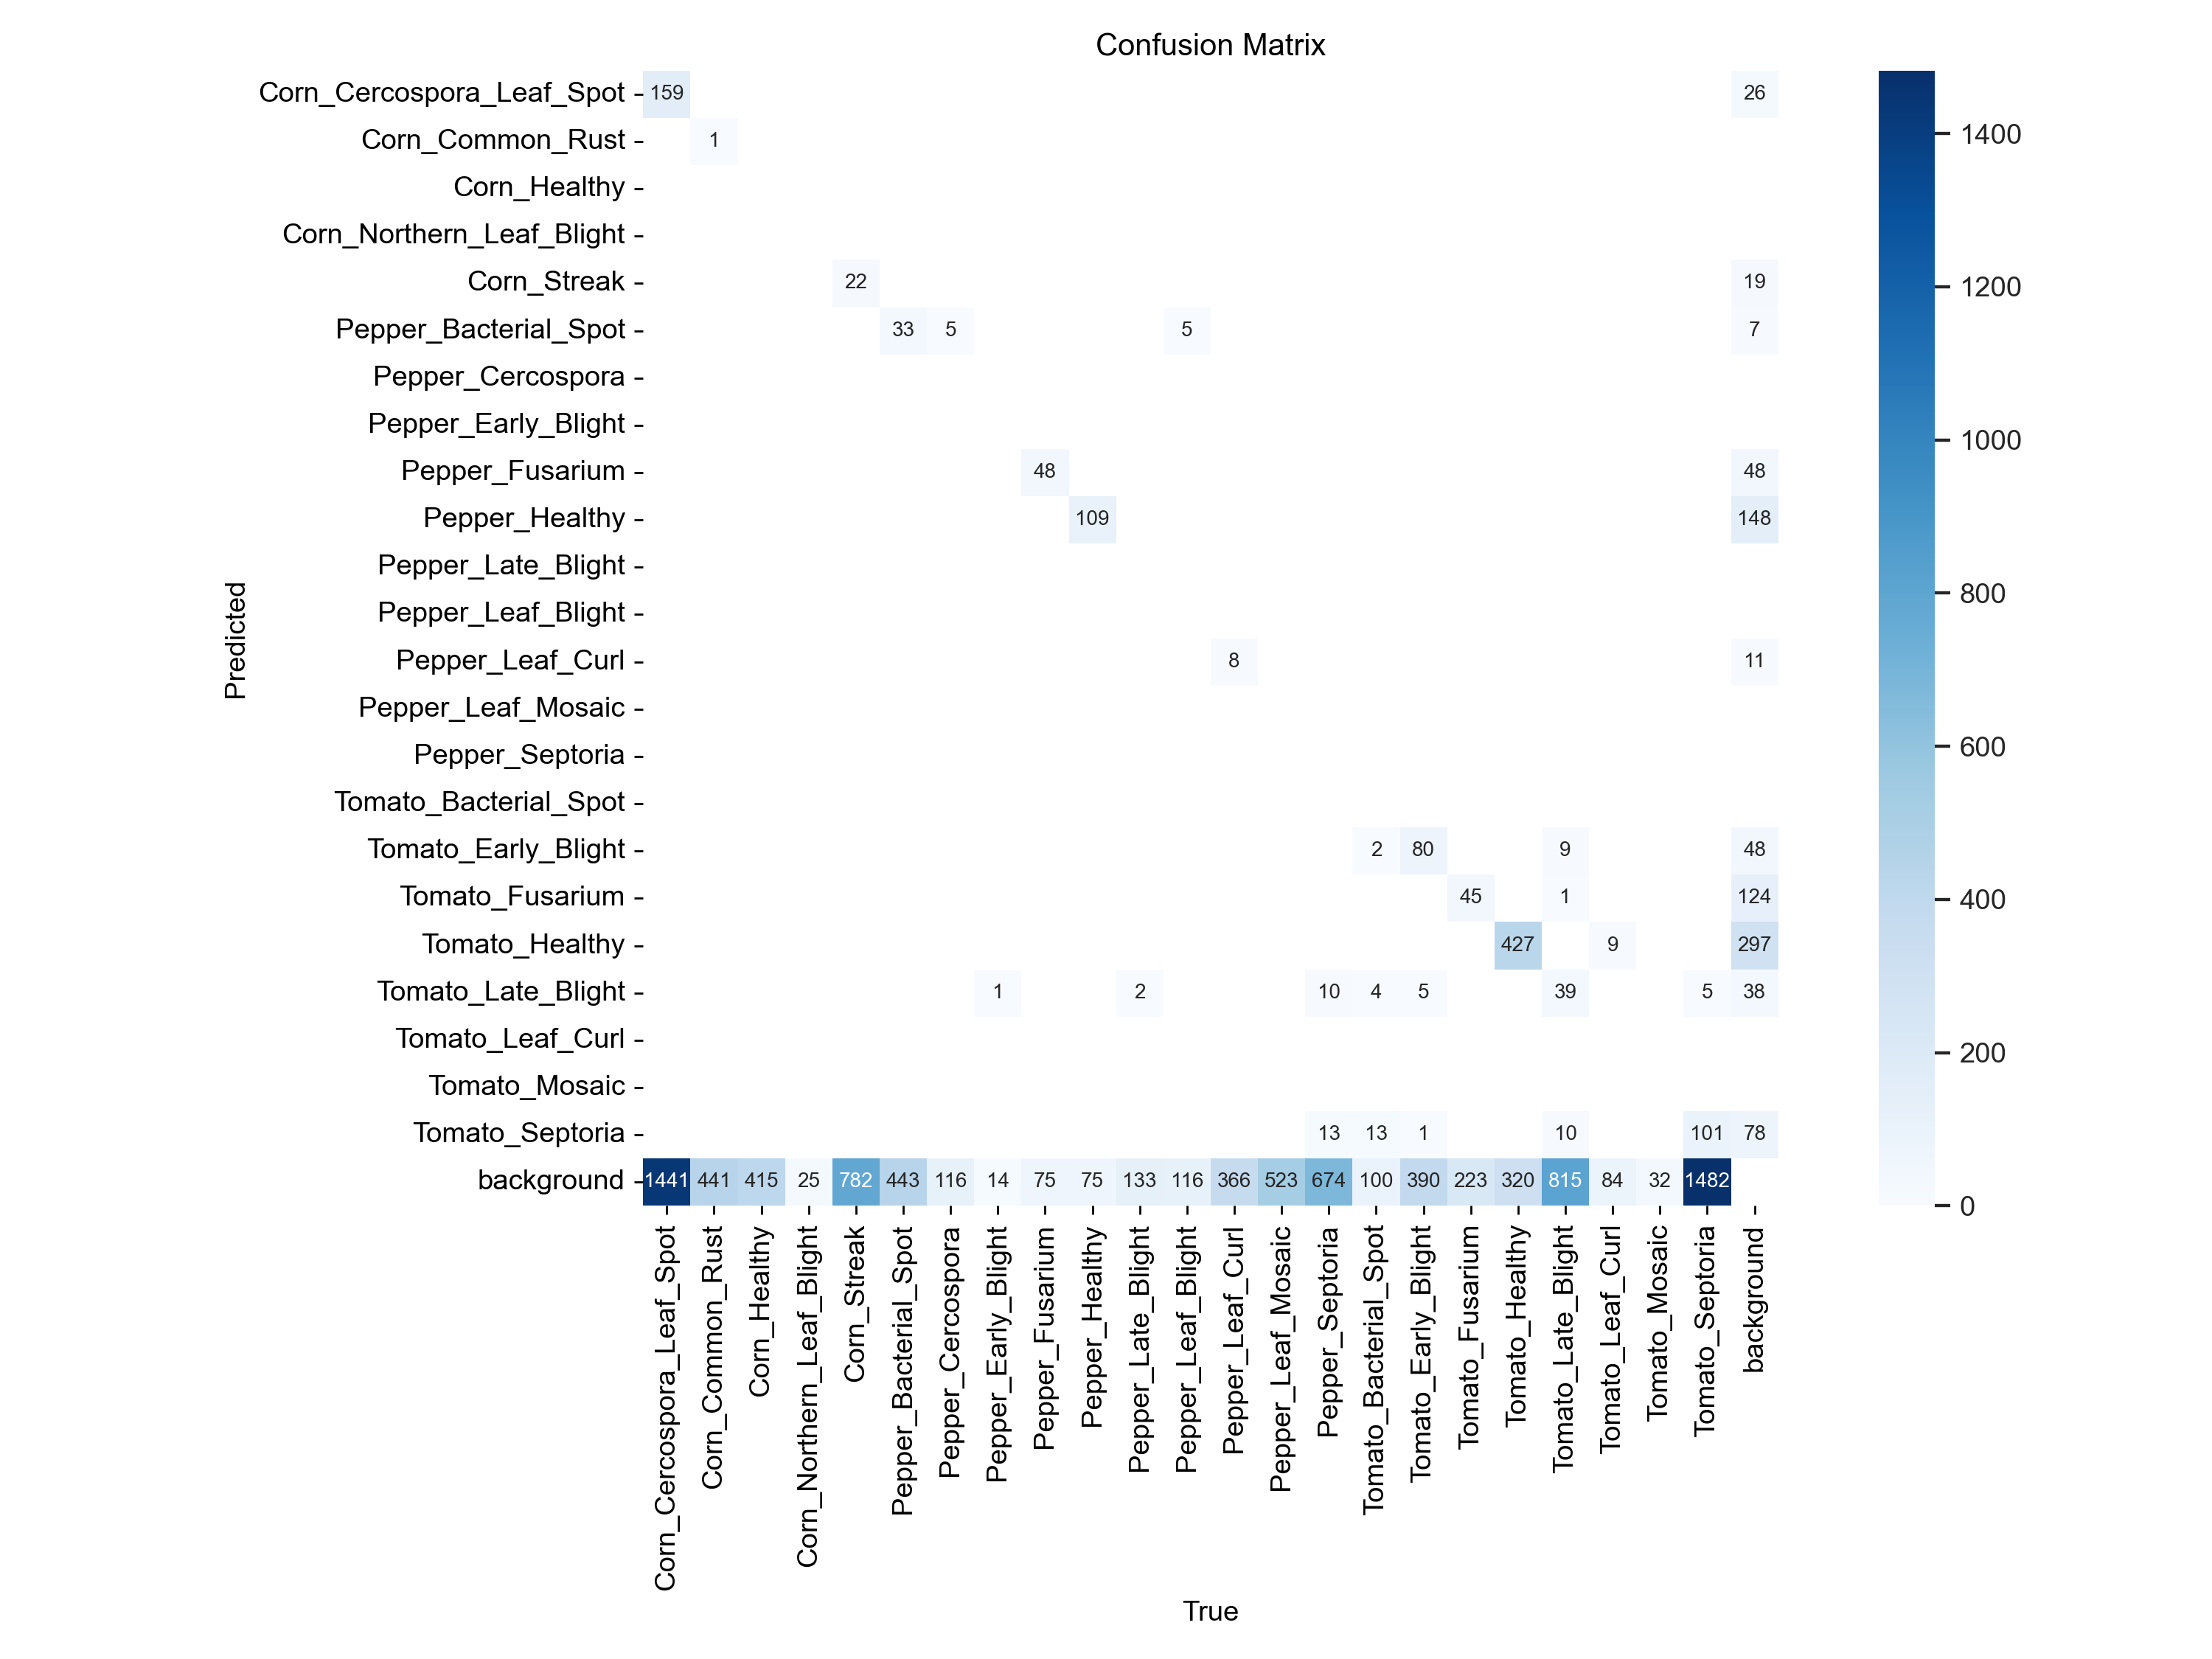 Confusion Matrix
Predicted
Corn_Cercospora_Leaf_Spot 159 26
Corn_Common_Rust 1
Corn_Healthy
Corn_Northern_Leaf_Blight
Corn_Streak 22 19
Pepper_Bacterial_Spot 33 5 5 7
Pepper_Cercospora
Pepper_Early_Blight
Pepper_Fusarium 48 48
Pepper_Healthy 109 148
Pepper_Late_Blight
Pepper_Leaf_Blight
Pepper_Leaf_Curl 8 11
Pepper_Leaf_Mosaic
Pepper_Septoria
Tomato_Bacterial_Spot
Tomato_Early_Blight 2 80 9 48
Tomato_Fusarium 45 1 124
Tomato_Healthy 427 9 297
Tomato_Late_Blight 1 2 10 4 5 39 5 38
Tomato_Leaf_Curl
Tomato_Mosaic
Tomato_Septoria 13 13 1 10 101 78
background 1441 441 415 25 782 443 116 14 75 75 133 116 366 523 674 100 390 223 320 815 84 32 1482
Corn_Cercospora_Leaf_Spot
Corn_Common_Rust
Corn_Healthy
Corn_Northern_Leaf_Blight
Corn_Streak
Pepper_Bacterial_Spot
Pepper_Cercospora
Pepper_Early_Blight
Pepper_Fusarium
Pepper_Healthy
Pepper_Late_Blight
Pepper_Leaf_Blight
Pepper_Leaf_Curl
Pepper_Leaf_Mosaic
Pepper_Septoria
Tomato_Bacterial_Spot
Tomato_Early_Blight
Tomato_Fusarium
Tomato_Healthy
Tomato_Late_Blight
Tomato_Leaf_Curl
Tomato_Mosaic
Tomato_Septoria
background
True
1400
1200
1000
800
600
400
200
0